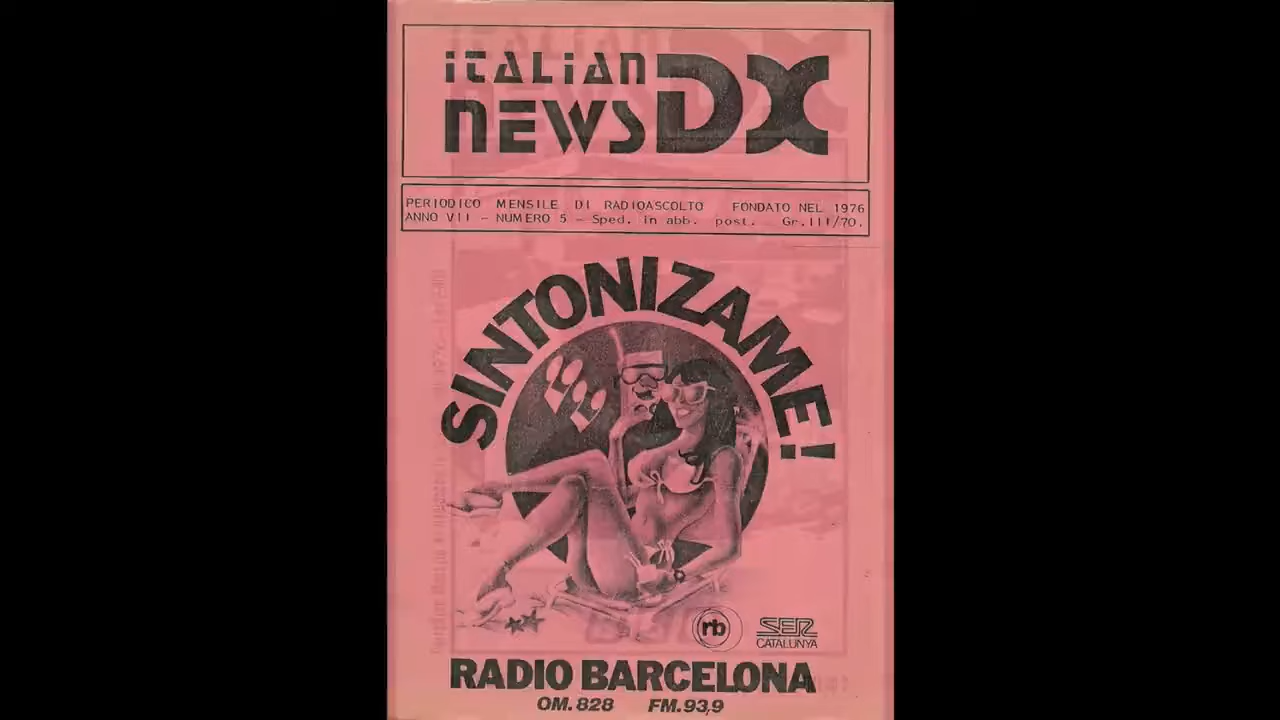 iTALiAN
NEWS DX
PERIODICO MENSILE DI RADIOASCOLTO FONDATO NEL 1976
ANNO VII - NUMERO 5 - Sped. in abb. post. Gr.III/70.
SINTONIZAME!
rb
SER
CATALUNYA
RADIO BARCELONA
OM.828 FM.93,9